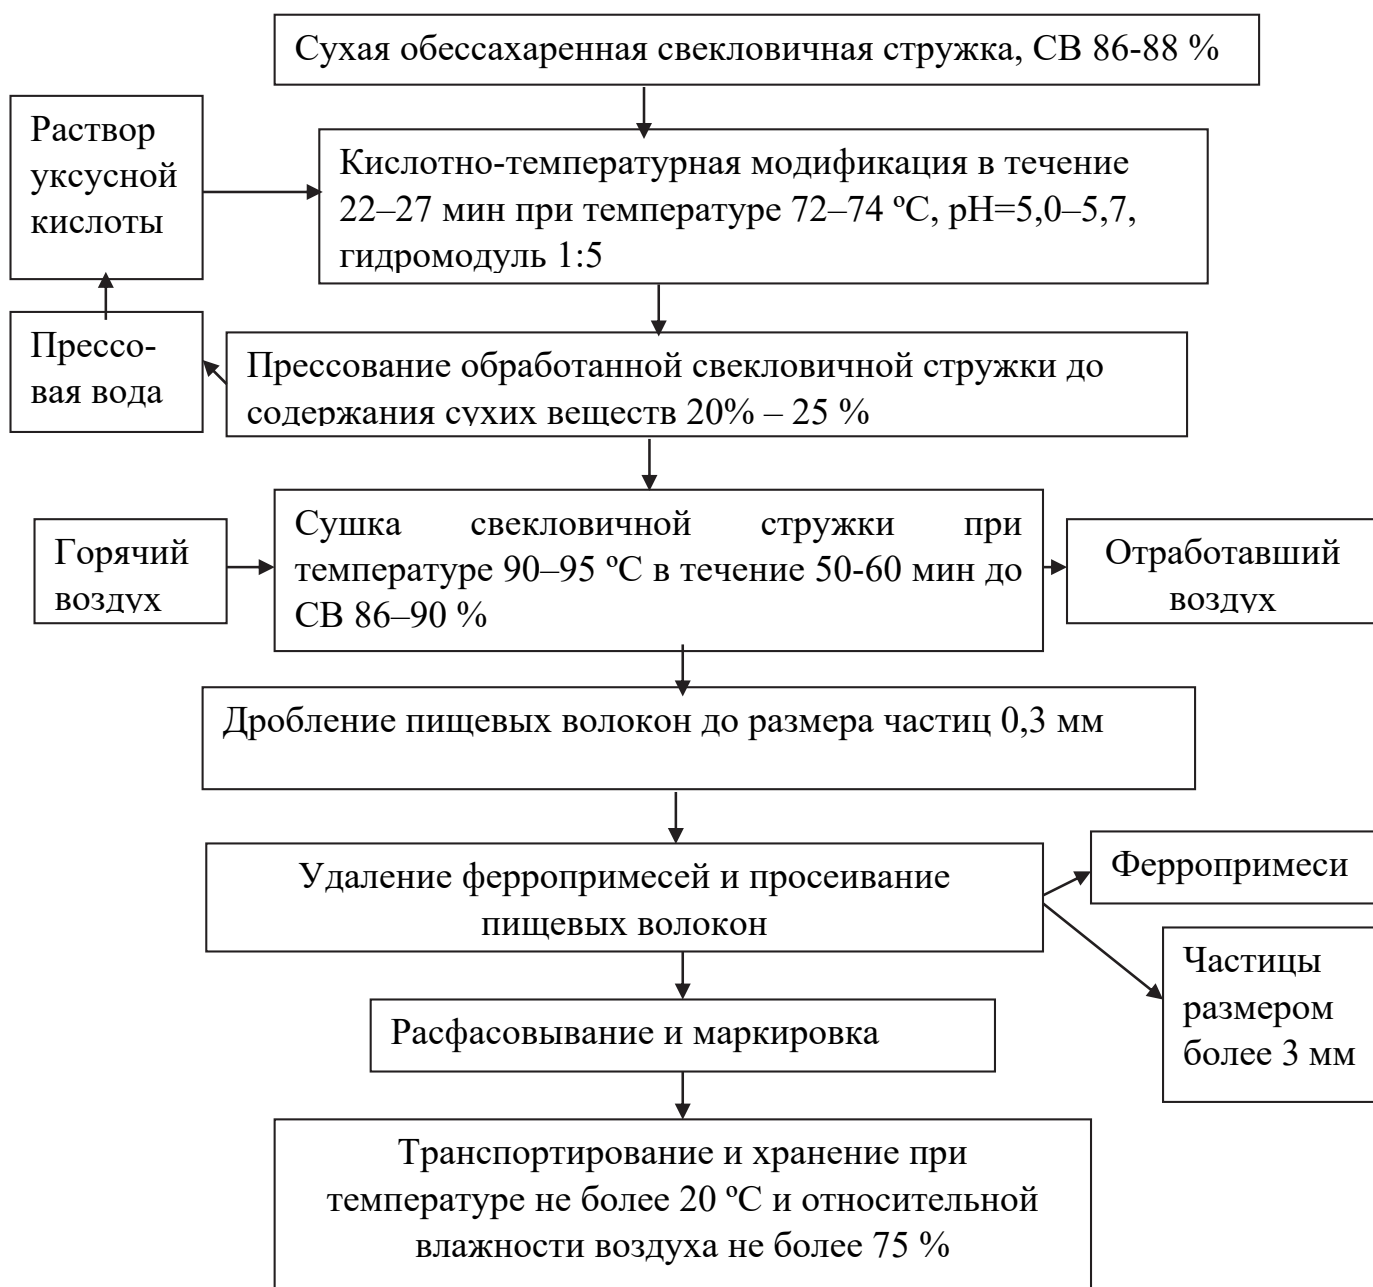 Сухая обессахаренная свекловичная стружка, СВ 86-88 %
Раствор
уксусной
кислоты
Кислотно-температурная модификация в течение
22–27 мин при температуре 72–74 ºС, рН=5,0–5,7,
гидромодуль 1:5
Прессо-
вая вода
Прессование обработанной свекловичной стружки до
содержания сухих веществ 20% – 25 %
Горячий
воздух
Сушка свекловичной стружки при
температуре 90–95 ºС в течение 50-60 мин до
СВ 86–90 %
Отработавший
воздух
Дробление пищевых волокон до размера частиц 0,3 мм
Удаление ферропримесей и просеивание
пищевых волокон
Ферропримеси
Частицы
размером
более 3 мм
Расфасовывание и маркировка
Транспортирование и хранение при
температуре не более 20 ºС и относительной
влажности воздуха не более 75 %